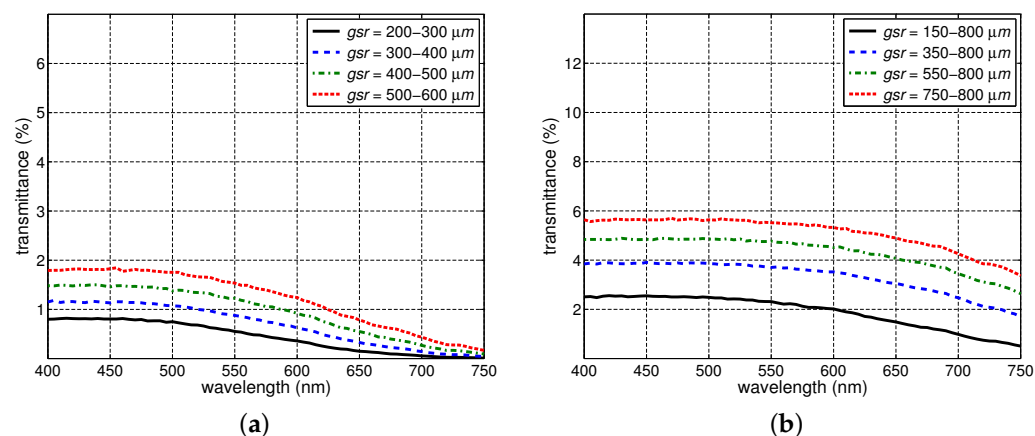 gsr = 200–300 μm
gsr = 300–400 μm
gsr = 400–500 μm
gsr = 500–600 μm
6
5
4
3
2
1
transmittance (%)
400 450 500 550 600 650 700 750
wavelength (nm)
(a)
gsr = 150–800 μm
gsr = 350–800 μm
gsr = 550–800 μm
gsr = 750–800 μm
12
10
8
6
4
2
transmittance (%)
400 450 500 550 600 650 700 750
wavelength (nm)
(b)